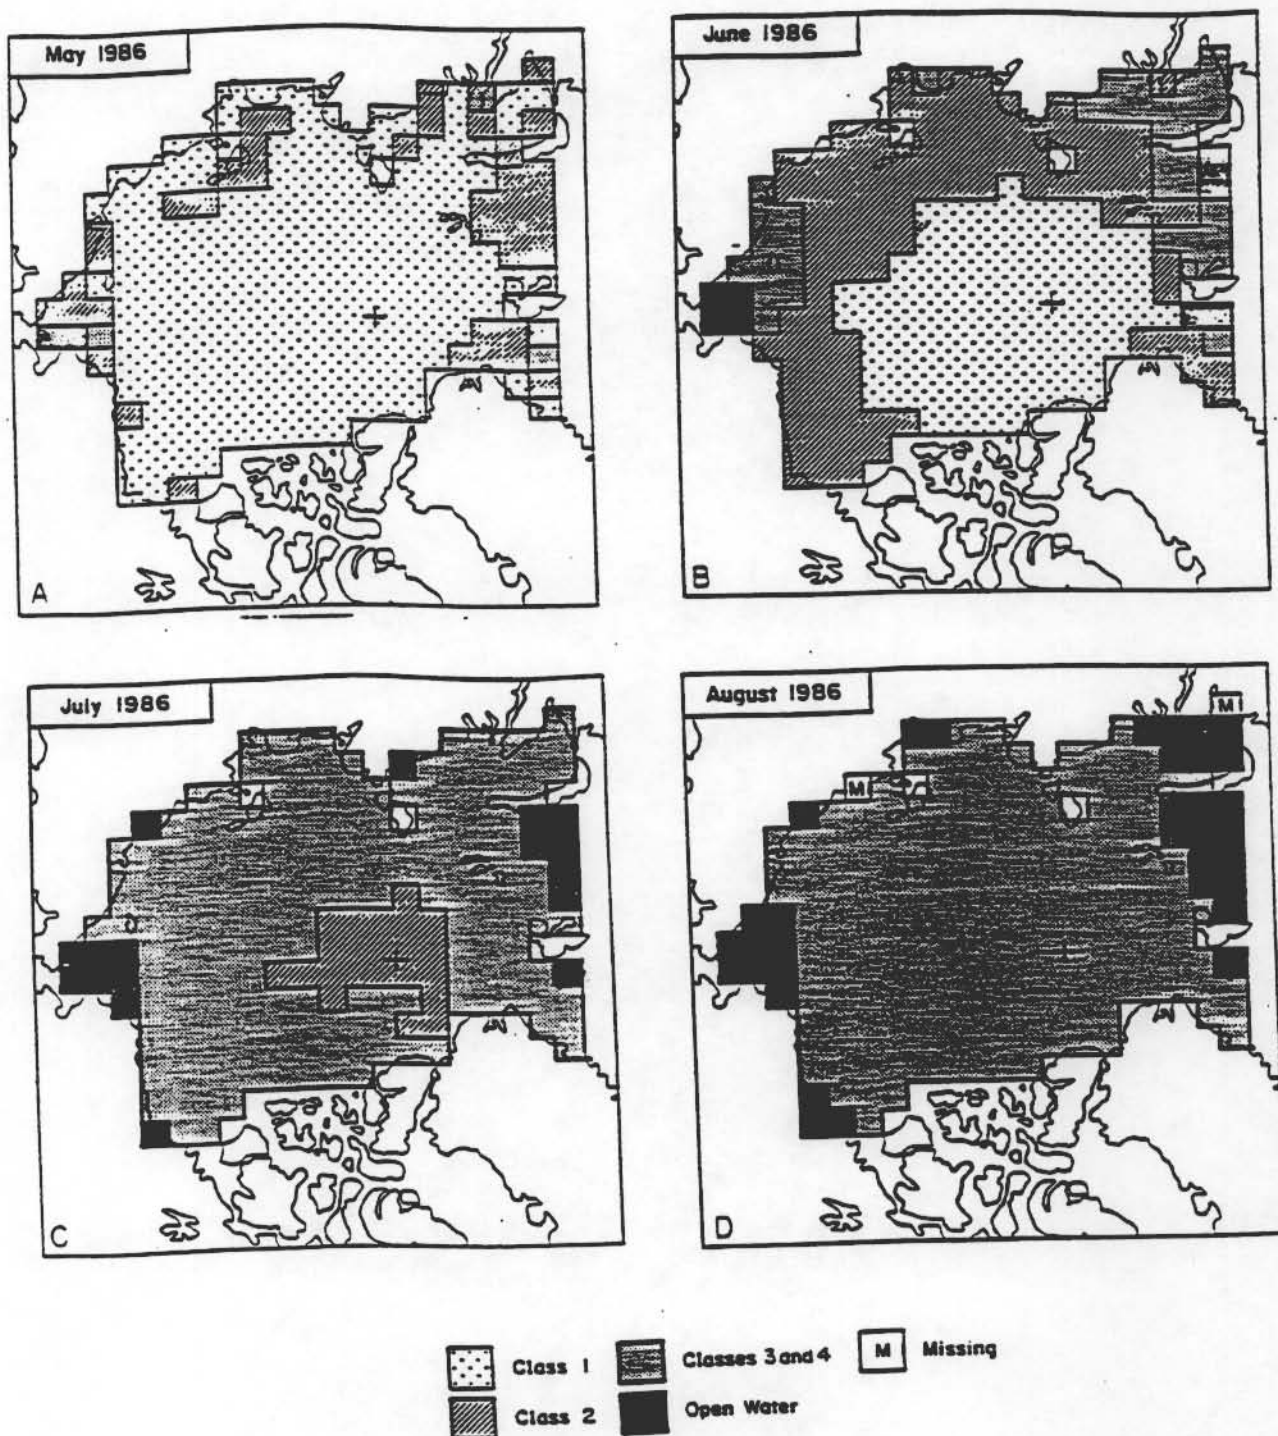 May 1986
June 1986
A
B
July 1986
August 1986
M
M
C
D
Class 1
Classes 3 and 4
M Missing
Class 2
Open Water